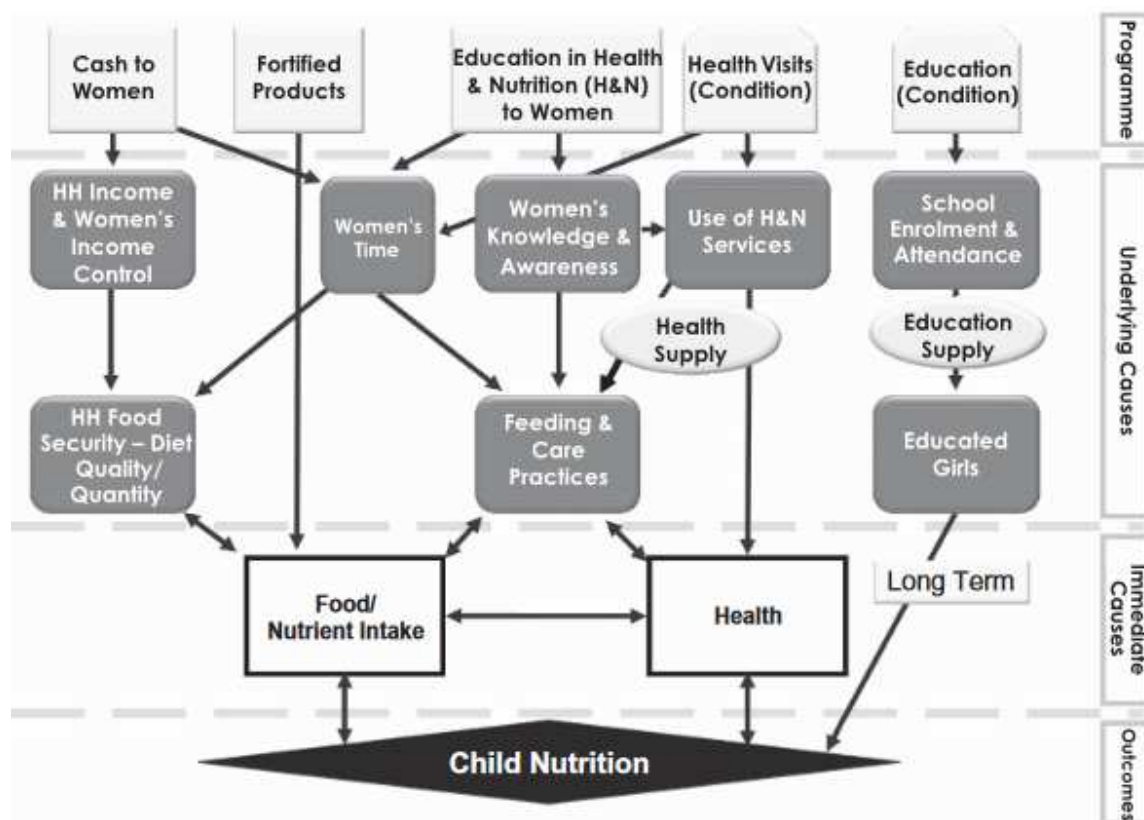 Cash to
Women
Fortified
Products
Education in Health
& Nutrition (H&N)
to Women
Health Visits
(Condition)
Education
(Condition)
Programme
HH Income
& Women's
Income
Control
Women's
Time
Women's
Knowledge &
Awareness
Use of H&N
Services
School
Enrolment &
Attendance
Health
Supply
Education
Supply
Underlying Causes
HH Food
Security – Diet
Quality/
Quantity
Feeding &
Care
Practices
Educated
Girls
Food/
Nutrient Intake
Health
Long Term
Immediate
Causes
Child Nutrition
Outcomes